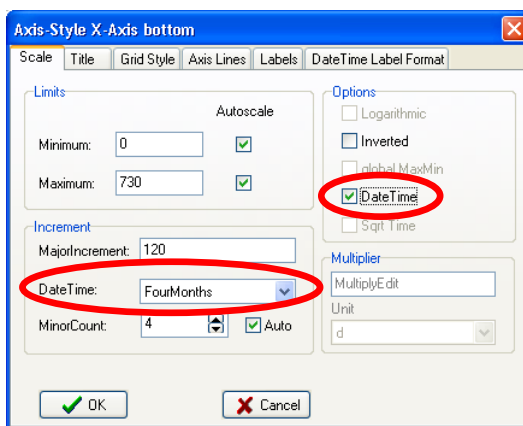 Axis-Style X-Axis bottom
Scale Title Grid Style Axis Lines Labels DateTime Label Format
Limits
Autoscale
Minimum: 0
Maximum: 730
Increment
MajorIncrement: 120
DateTime: FourMonths
MinorCount: 4 Auto
Options
Logarithmic
Inverted
global MaxMin
DateTime
Sqrt Time
Multiplier
MultiplyEdit
Unit
d
OK Cancel